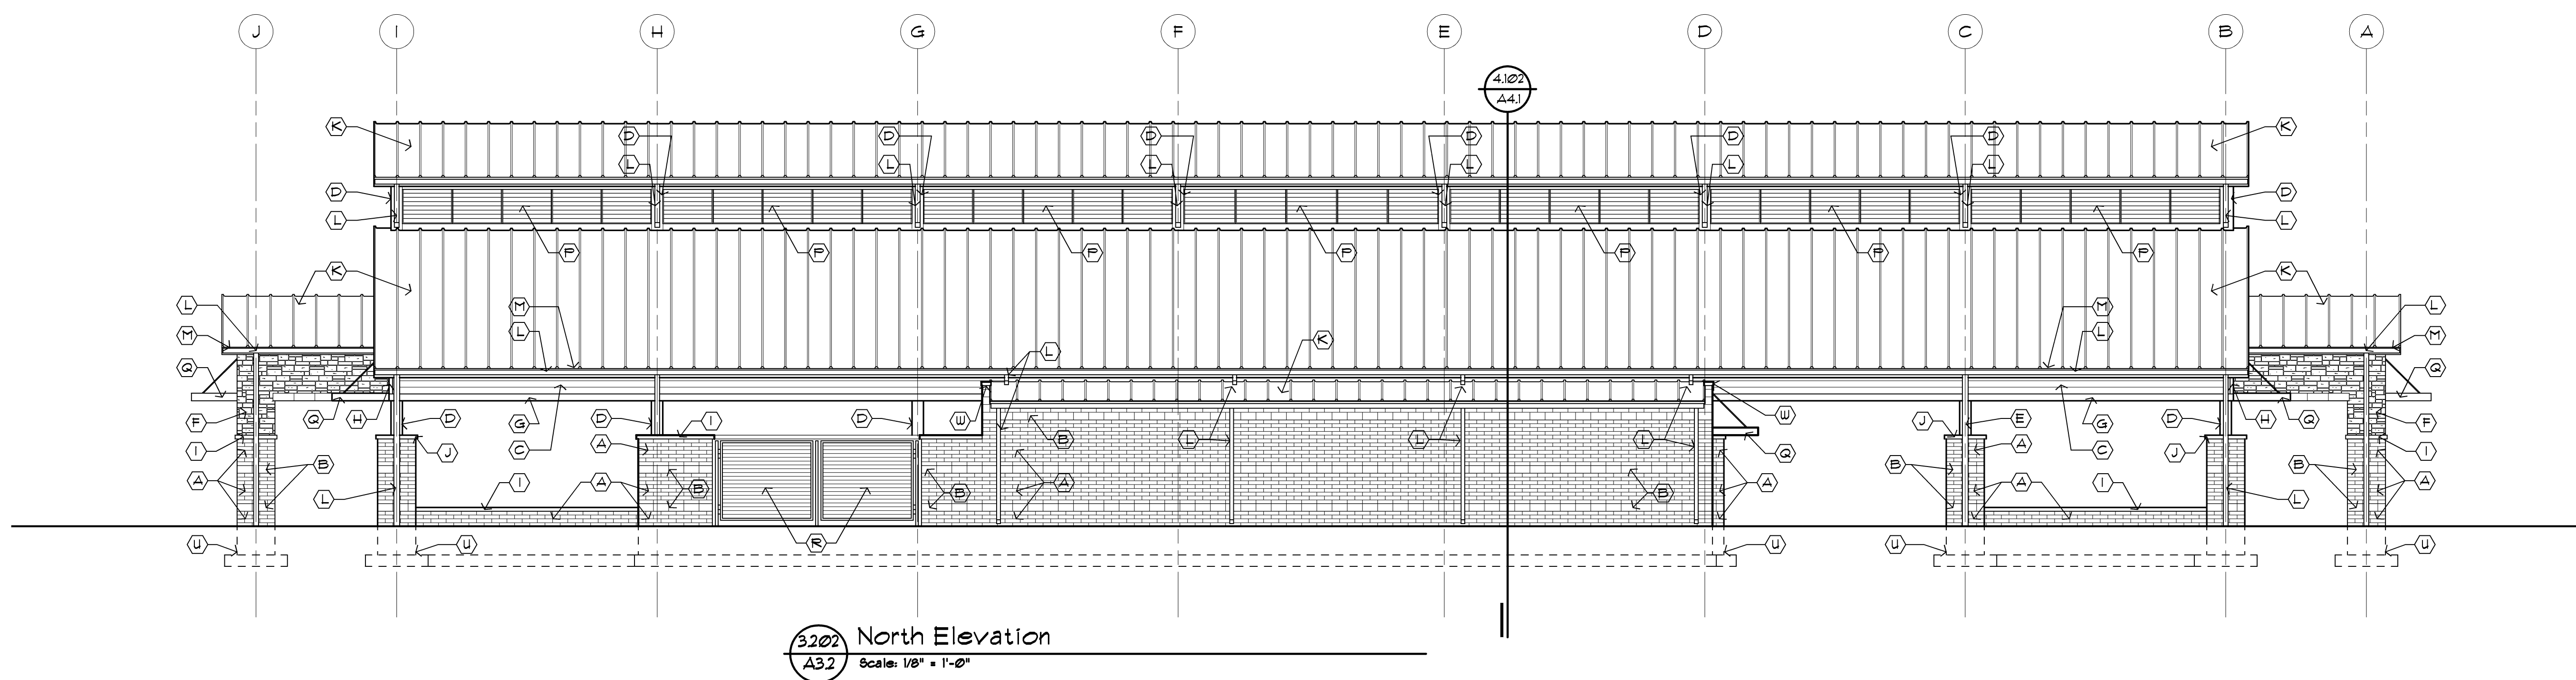 J I H G F E D C B A
4.102
A4.1
K D D D D D D K
L L L L L L
D D
L L
P P P P P P P
K K
L M M L
M L L M
Q L K Q
F Q H G D D W B L L L W G D H Q F
C D I A J E C
I J A Q J A J I
A B L I A B B A B A B A I L B A
U U R U U U
3.202
A3.2
North Elevation
Scale: 1/8" = 1'-0"